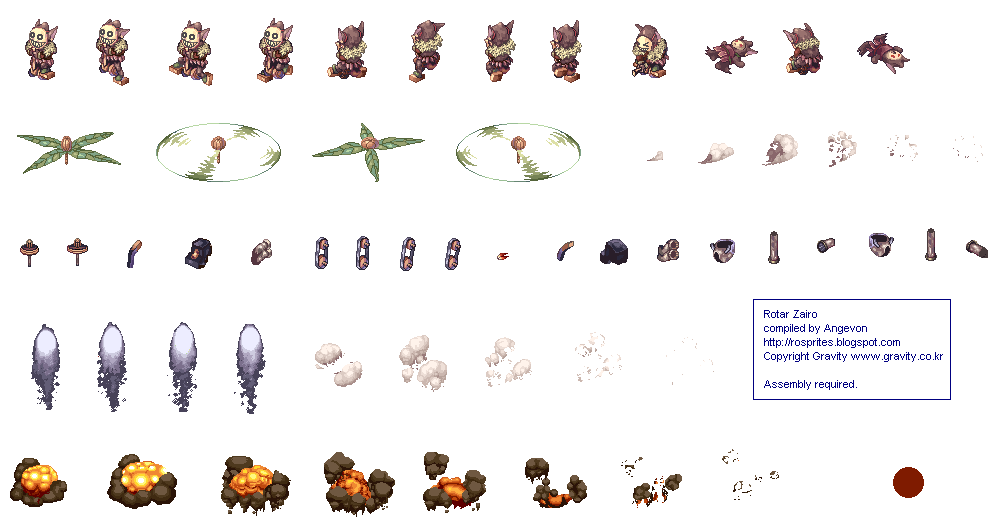 Rotar Zairo
compiled by Angevon
http://rosprites.blogspot.com
Copyright Gravity www.gravity.co.kr
Assembly required.